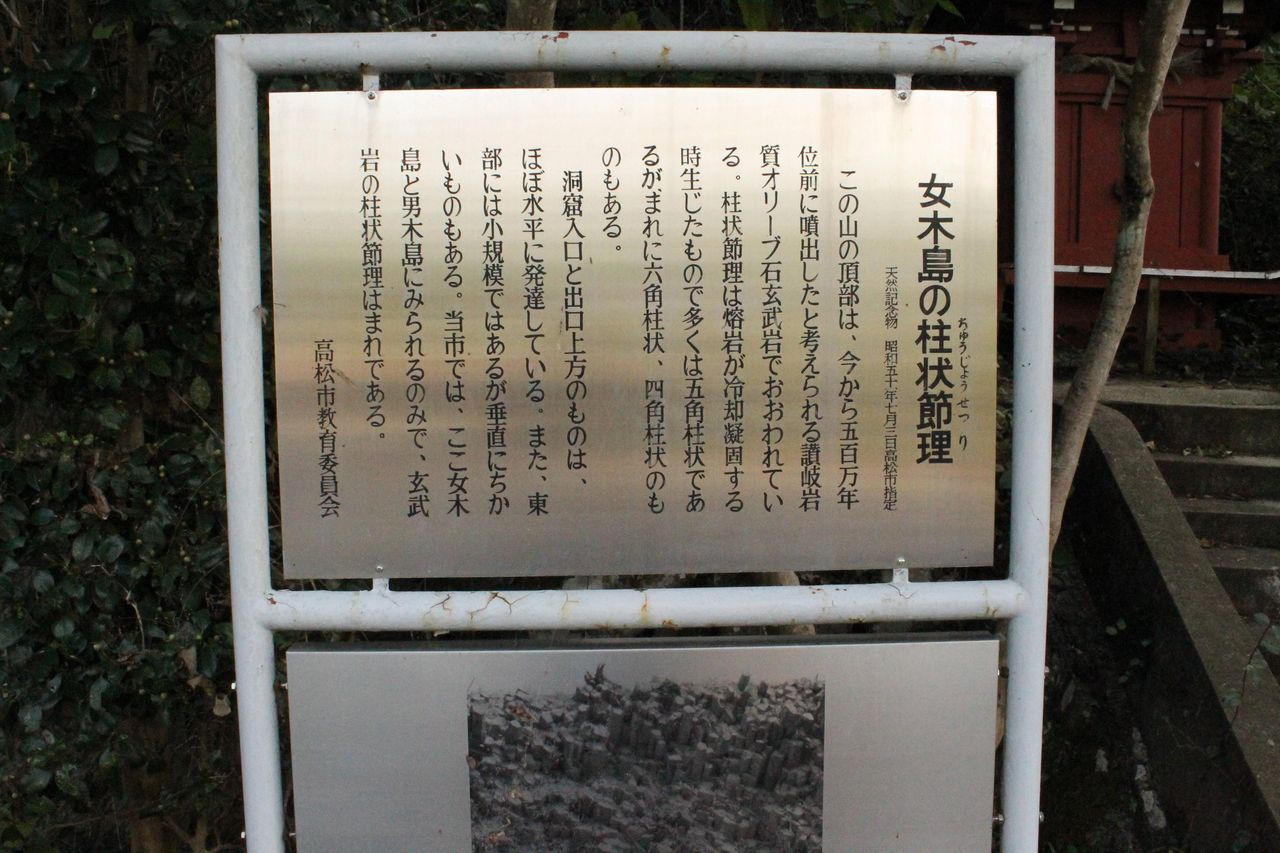 女木島の柱状節理
ちゅうじょうせつり
天然記念物 昭和五十年七月三日高松市指定
この山の頂部は、今から五百万年
位前に噴出したと考えられる讃岐岩
質オリーブ石玄武岩でおおわれてい
る。柱状節理は熔岩が冷却凝固する
時生じたもので多くは五角柱状であ
るがまれに六角柱状、四角柱状のも
のもある。
洞窟入口と出口上方のものは、
ほぼ水平に発達している。また、東
部には小規模ではあるが垂直にちか
いものもある。当市では、ここ女木
島と男木島にみられるのみで、玄武
岩の柱状節理はまれである。
高松市教育委員会